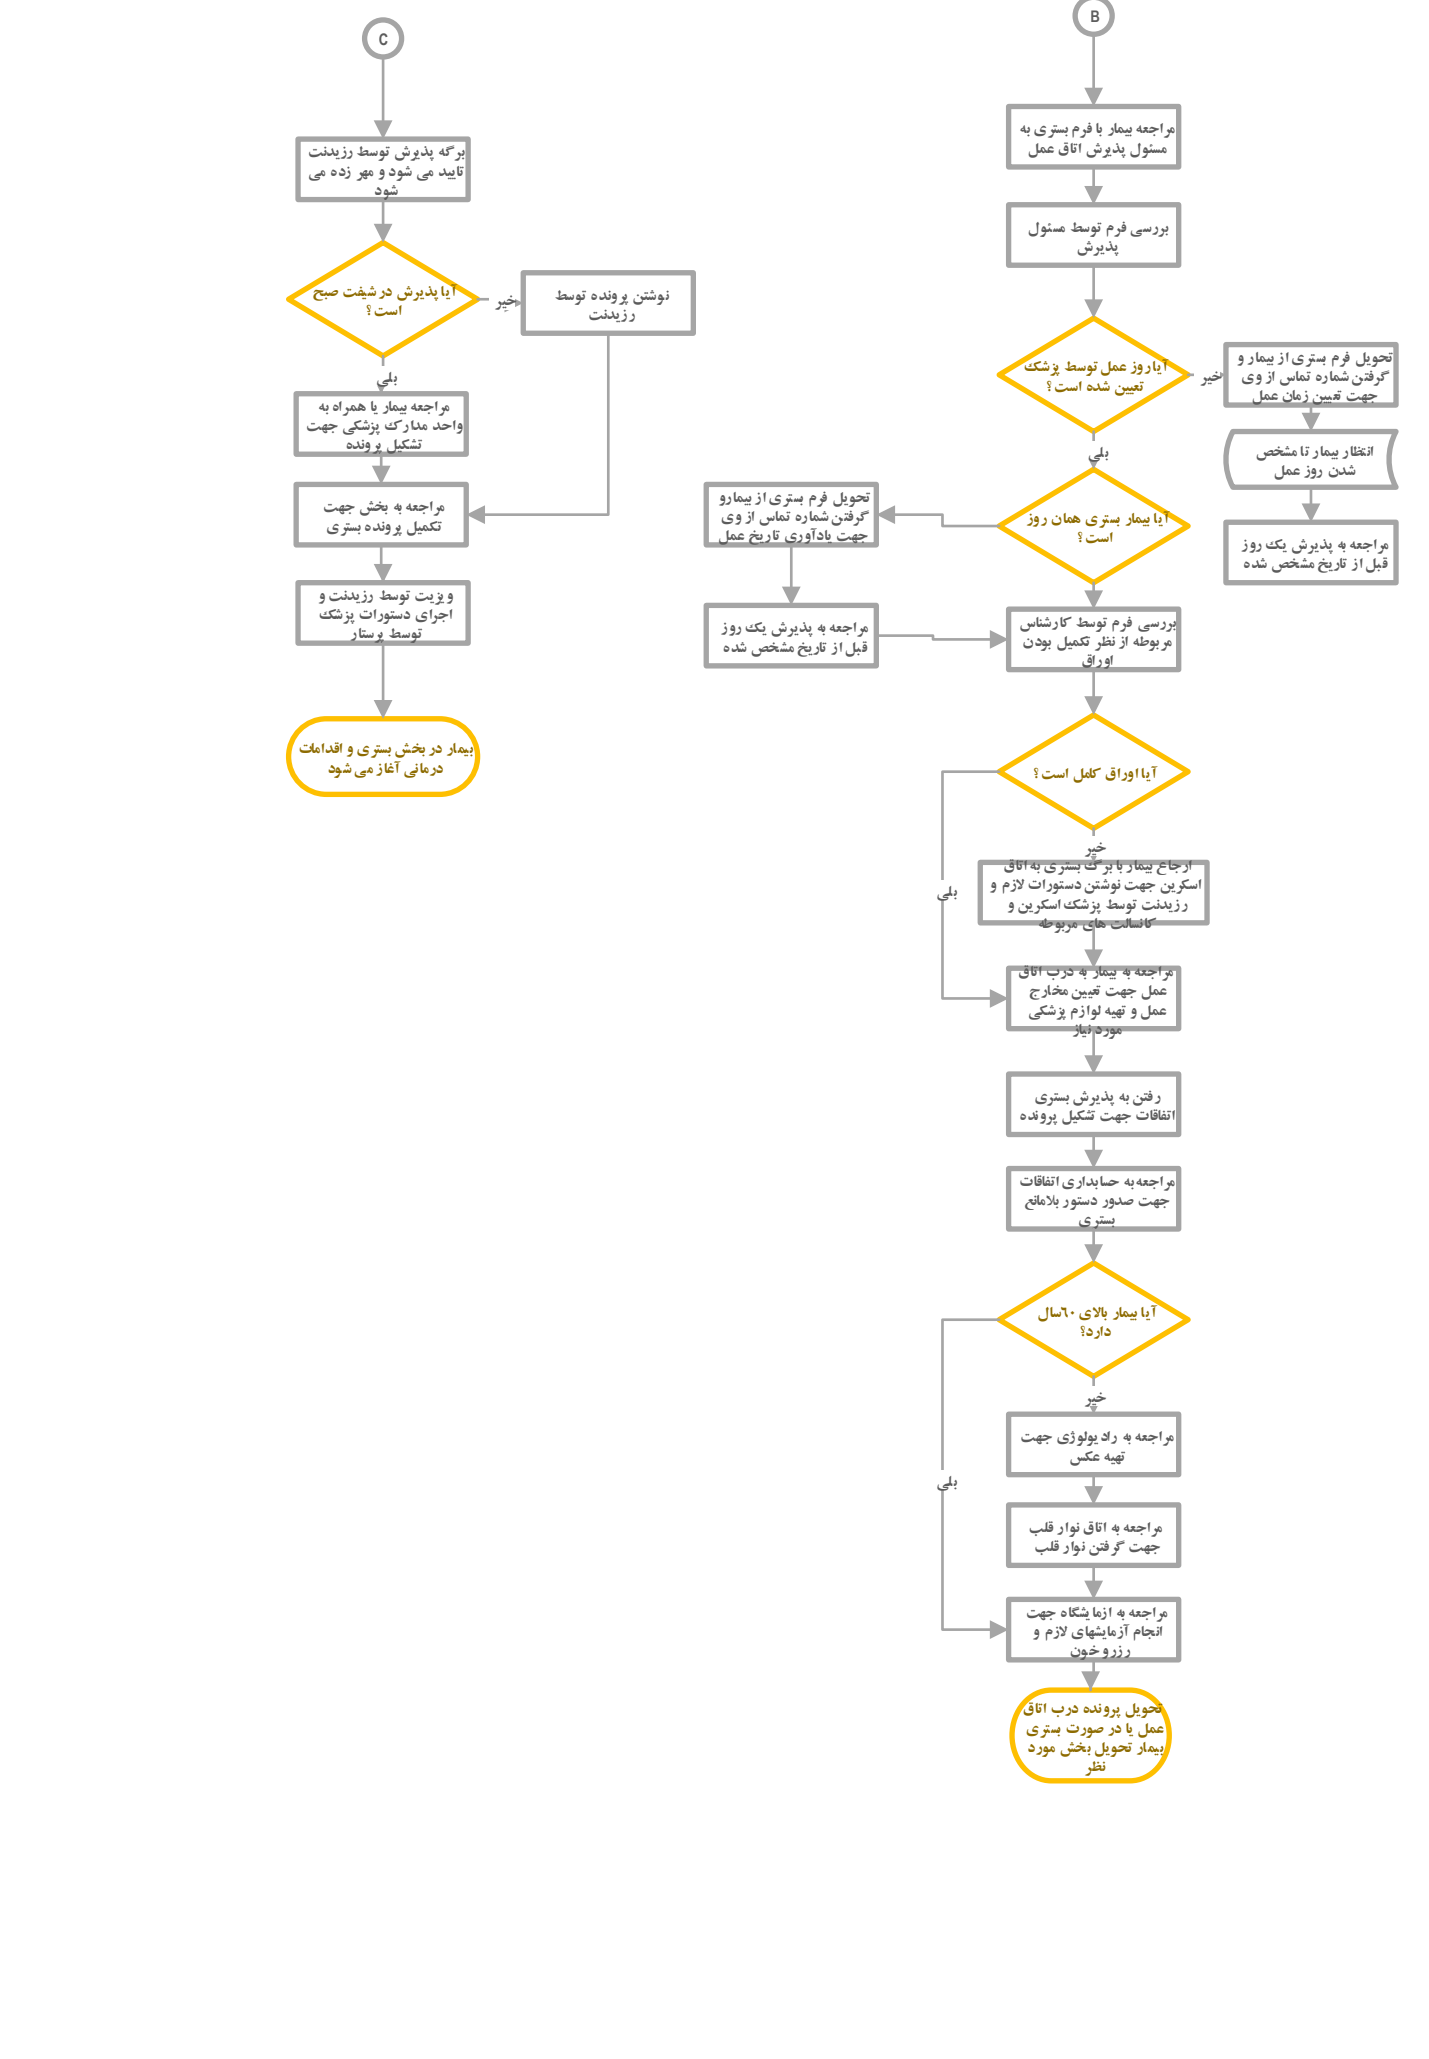 B
مراجعه بیمار با فرم بستری به
مسئول پذیرش اتاق عمل
بررسی فرم توسط مسئول
پذیرش
آیا روز عمل توسط پزشک
تعیین شده است؟
خیر
تحویل فرم بستری از بیمار و
گرفتن شماره تماس از وی
جهت تعیین زمان عمل
انتظار بیمار تا مشخص
شدن روز عمل
مراجعه به پذیرش یک روز
قبل از تاریخ مشخص شده
بلی
آیا بیمار بستری همان روز
است؟
تحویل فرم بستری از بیمارو
گرفتن شماره تماس از وی
جهت یادآوری تاریخ عمل
مراجعه به پذیرش یک روز
قبل از تاریخ مشخص شده
بررسی فرم توسط کارشناس
مربوطه از نظر تکمیل بودن
اوراق
آیا اوراق کامل است؟
خیر
بلی
ارجاع بیمار با برگ بستری به اتاق
اسکرین جهت نوشتن دستورات لازم و
رزیدنت توسط پزشک اسکرین و
کانسالت های مربوطه
مراجعه به بیمار به درب اتاق
عمل جهت تعیین مخارج
عمل و تهیه لوازم پزشکی
مورد نیاز
رفتن به پذیرش بستری
اتفاقات جهت تشکیل پرونده
مراجعه به حسابداری اتفاقات
جهت صدور دستور بلامانع
بستری
آیا بیمار بالای ٦٠سال
دارد؟
خیر
بلی
مراجعه به رادیولوژی جهت
تهیه عکس
مراجعه به اتاق نوار قلب
جهت گرفتن نوار قلب
مراجعه به ازمایشگاه جهت
انجام آزمایشهای لازم و
رزرو خون
تحویل پرونده درب اتاق
عمل یا در صورت بستری
بیمار تحویل بخش مورد
نظر
C
برگه پذیرش توسط رزیدنت
تایید می شود و مهر زده می
شود
آیا پذیرش در شیفت صبح
است؟
خیر
نوشتن پرونده توسط
رزیدنت
بلی
مراجعه بیمار یا همراه به
واحد مدارک پزشکی جهت
تشکیل پرونده
مراجعه به بخش جهت
تکمیل پرونده بستری
ویزیت توسط رزیدنت و
اجرای دستورات پزشک
توسط پرستار
بیمار در بخش بستری و اقدامات
درمانی آغاز می شود